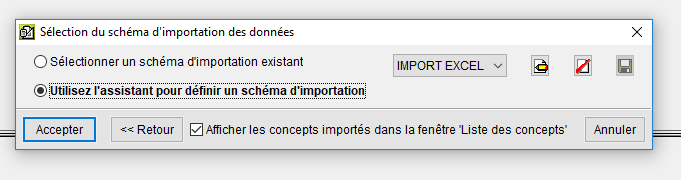 Sélection du schéma d'importation des données
Sélectionner un schéma d'importation existant
IMPORT EXCEL
Utilisez l'assistant pour définir un schéma d'importation
Accepter
<< Retour
Afficher les concepts importés dans la fenêtre 'Liste des concepts'
Annuler